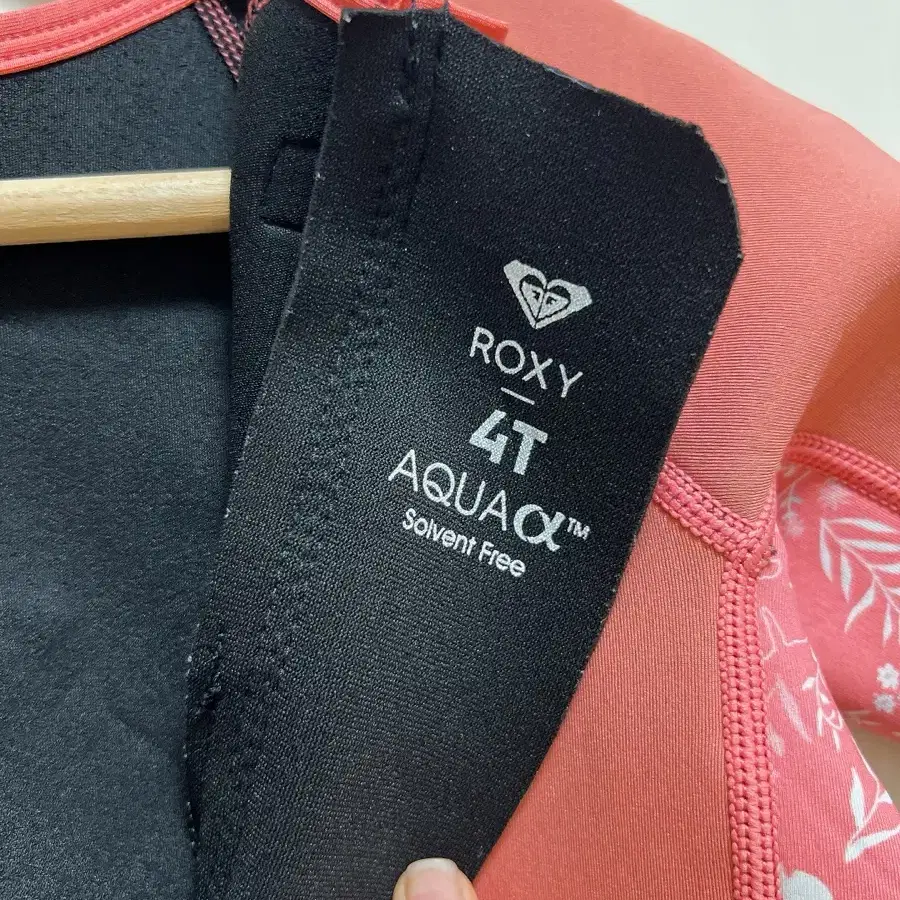 ROXY
4T
AQUAα™
Solvent Free